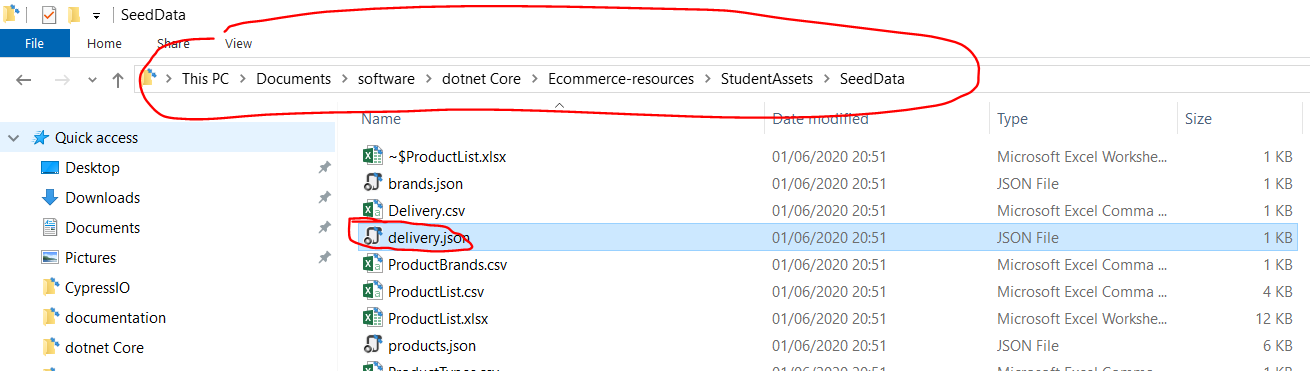 SeedData
File Home Share View
This PC Documents software dotnet Core Ecommerce-resources StudentAssets SeedData
Name Date modified Type Size
Quick access
Desktop
Downloads
Documents
Pictures
CypressIO
documentation
dotnet Core
~$ProductList.xlsx 01/06/2020 20:51 Microsoft Excel Workshe... 1 KB
brands.json 01/06/2020 20:51 JSON File 1 KB
Delivery.csv 01/06/2020 20:51 Microsoft Excel Comma ... 1 KB
delivery.json 01/06/2020 20:51 JSON File 1 KB
ProductBrands.csv 01/06/2020 20:51 Microsoft Excel Comma ... 1 KB
ProductList.csv 01/06/2020 20:51 Microsoft Excel Comma ... 4 KB
ProductList.xlsx 01/06/2020 20:51 Microsoft Excel Workshe... 12 KB
products.json 01/06/2020 20:51 JSON File 6 KB